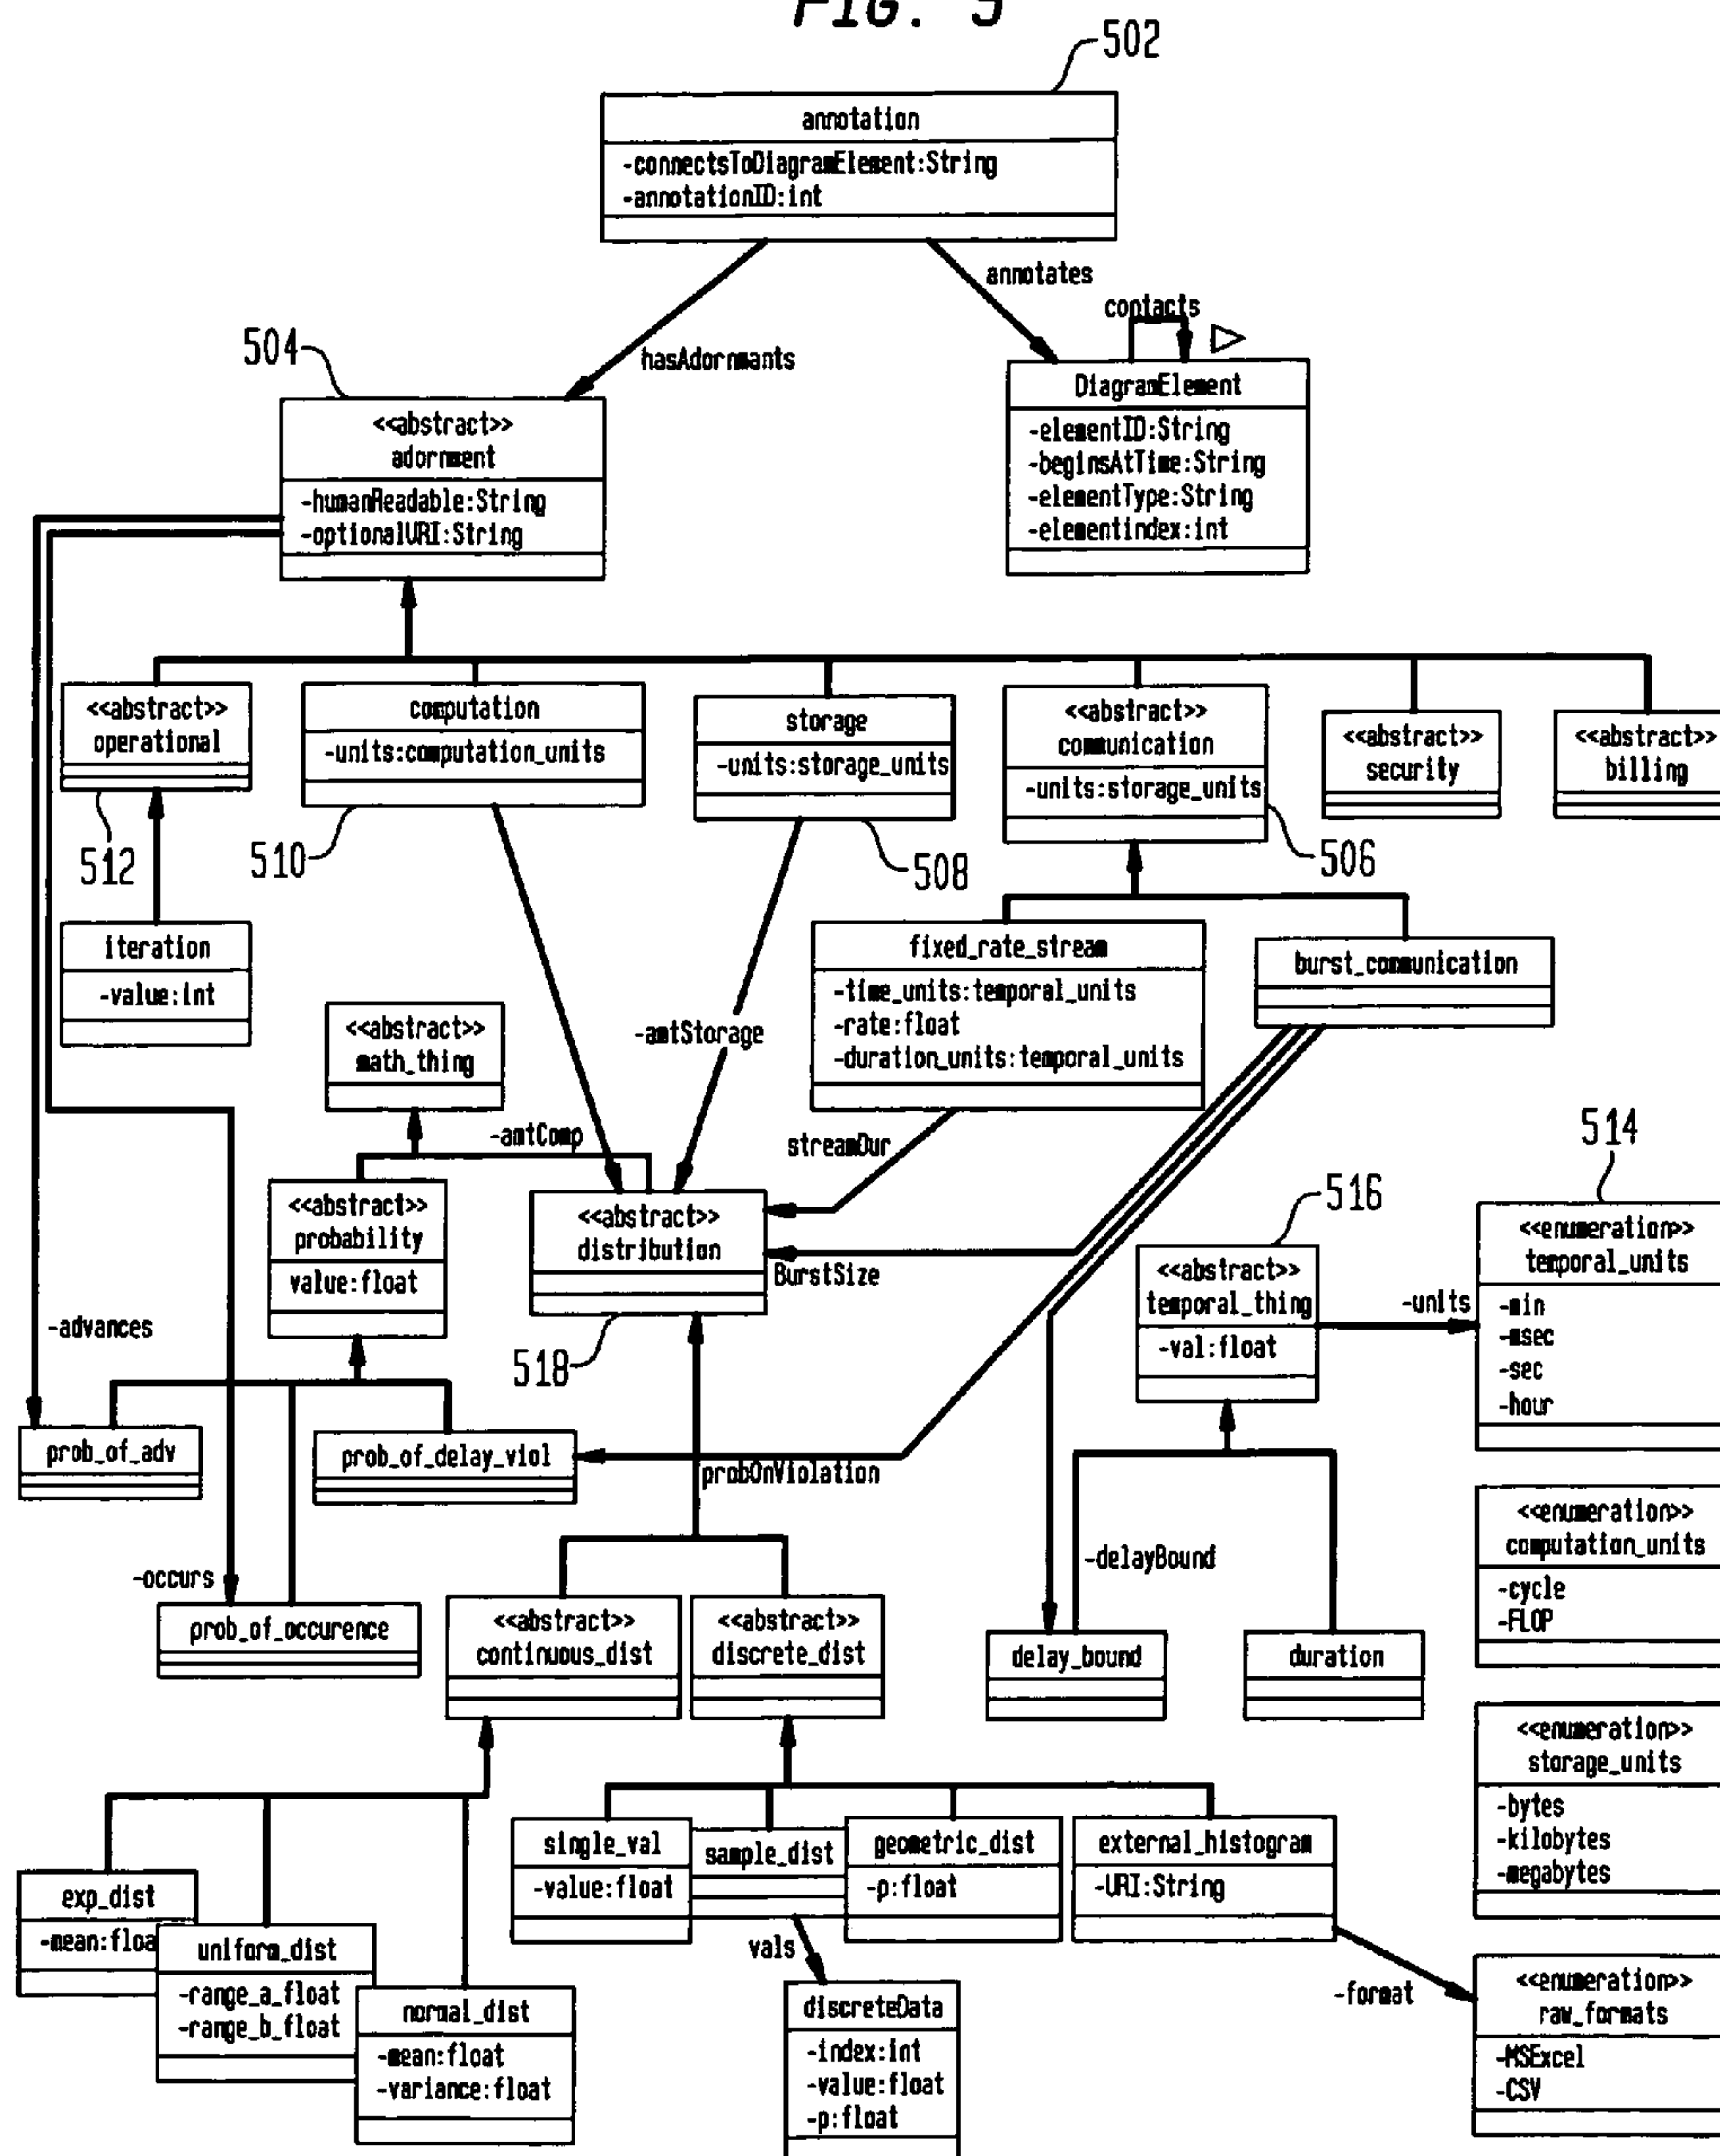 FIG. 5
502
annotation
-connectsToDiagramElement:String
-annotationID:int
annotates
contacts
hasAdornmants
504
<<abstract>>
adornment
-humanReadable:String
-optionalURI:String
DiagramElement
-elementID:String
-beginsAtTime:String
-elementType:String
-elementindex:int
<<abstract>>
operational
512
computation
-units:computation_units
510
storage
-units:storage_units
508
<<abstract>>
communication
-units:storage_units
506
<<abstract>>
security
<<abstract>>
billing
iteration
-value:int
<<abstract>>
math_thing
-amtStorage
fixed_rate_stream
-time_units:temporal_units
-rate:float
-duration_units:temporal_units
burst_communication
-amtComp
streamDur
<<abstract>>
probability
value:float
<<abstract>>
distribution
BurstSize
518
516
<<abstract>>
temporal_thing
-val:float
-units
514
<<enumeration>>
temporal_units
-min
-msec
-sec
-hour
-advances
prob_of_adv
prob_of_delay_viol
probOnViolation
-occurs
prob_of_occurence
<<abstract>>
continuous_dist
<<abstract>>
discrete_dist
-delayBound
delay_bound
duration
<<enumeration>>
computation_units
-cycle
-FLOP
<<enumeration>>
storage_units
-bytes
-kilobytes
-megabytes
exp_dist
-mean:floa
uniform_dist
-range_a_float
-range_b_float
normal_dist
-mean:float
-variance:float
single_val
-value:float
sample_dist
geometric_dist
-p:float
external_histogram
-URI:String
vals
discreteData
-index:int
-value:float
-p:float
-format
<<enumeration>>
raw_formats
-MSExcel
-CSV